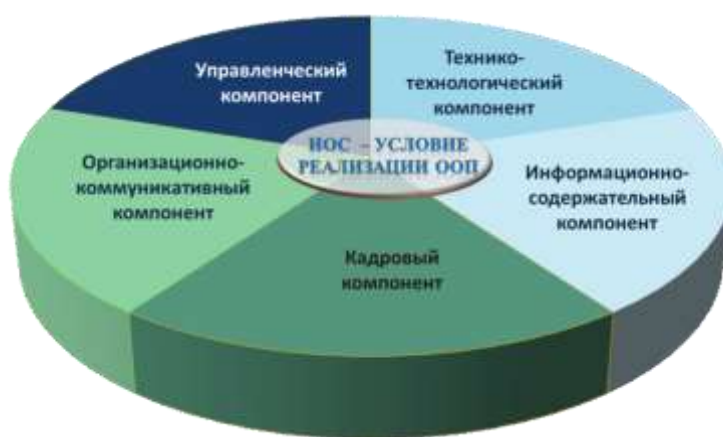 Управленческий
компонент
Технико-
технологический
компонент
ИОС – УСЛОВИЕ
РЕАЛИЗАЦИИ ООП
Организационно-
коммуникативный
компонент
Информационно-
содержательный
компонент
Кадровый
компонент